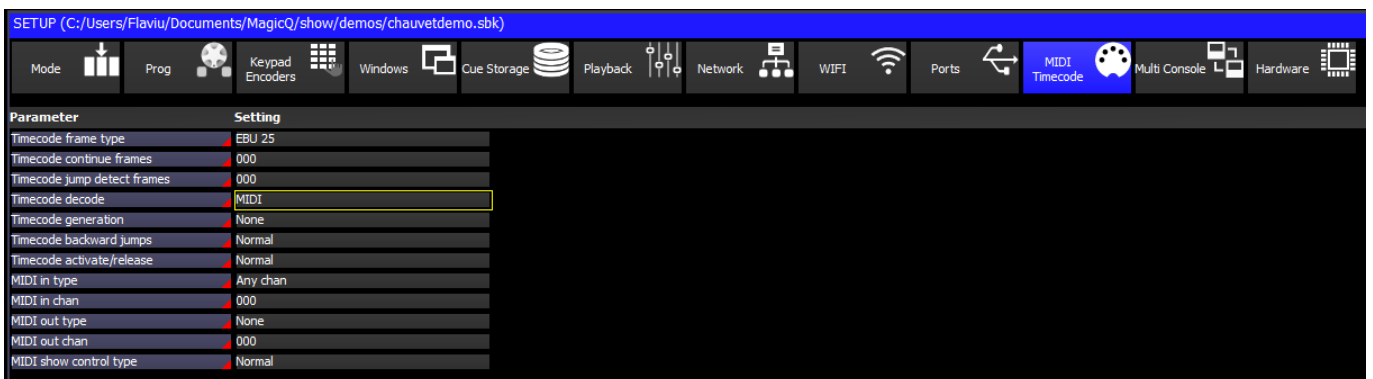 SETUP (C:/Users/Flaviu/Documents/MagicQ/show/demos/chauvetdemo.sbk)
Mode Prog Keypad Encoders Windows Cue Storage Playback Network WIFI Ports MIDI Timecode Multi Console Hardware
Parameter Setting
Timecode frame type EBU 25
Timecode continue frames 000
Timecode jump detect frames 000
Timecode decode MIDI
Timecode generation None
Timecode backward jumps Normal
Timecode activate/release Normal
MIDI in type Any chan
MIDI in chan 000
MIDI out type None
MIDI out chan 000
MIDI show control type Normal